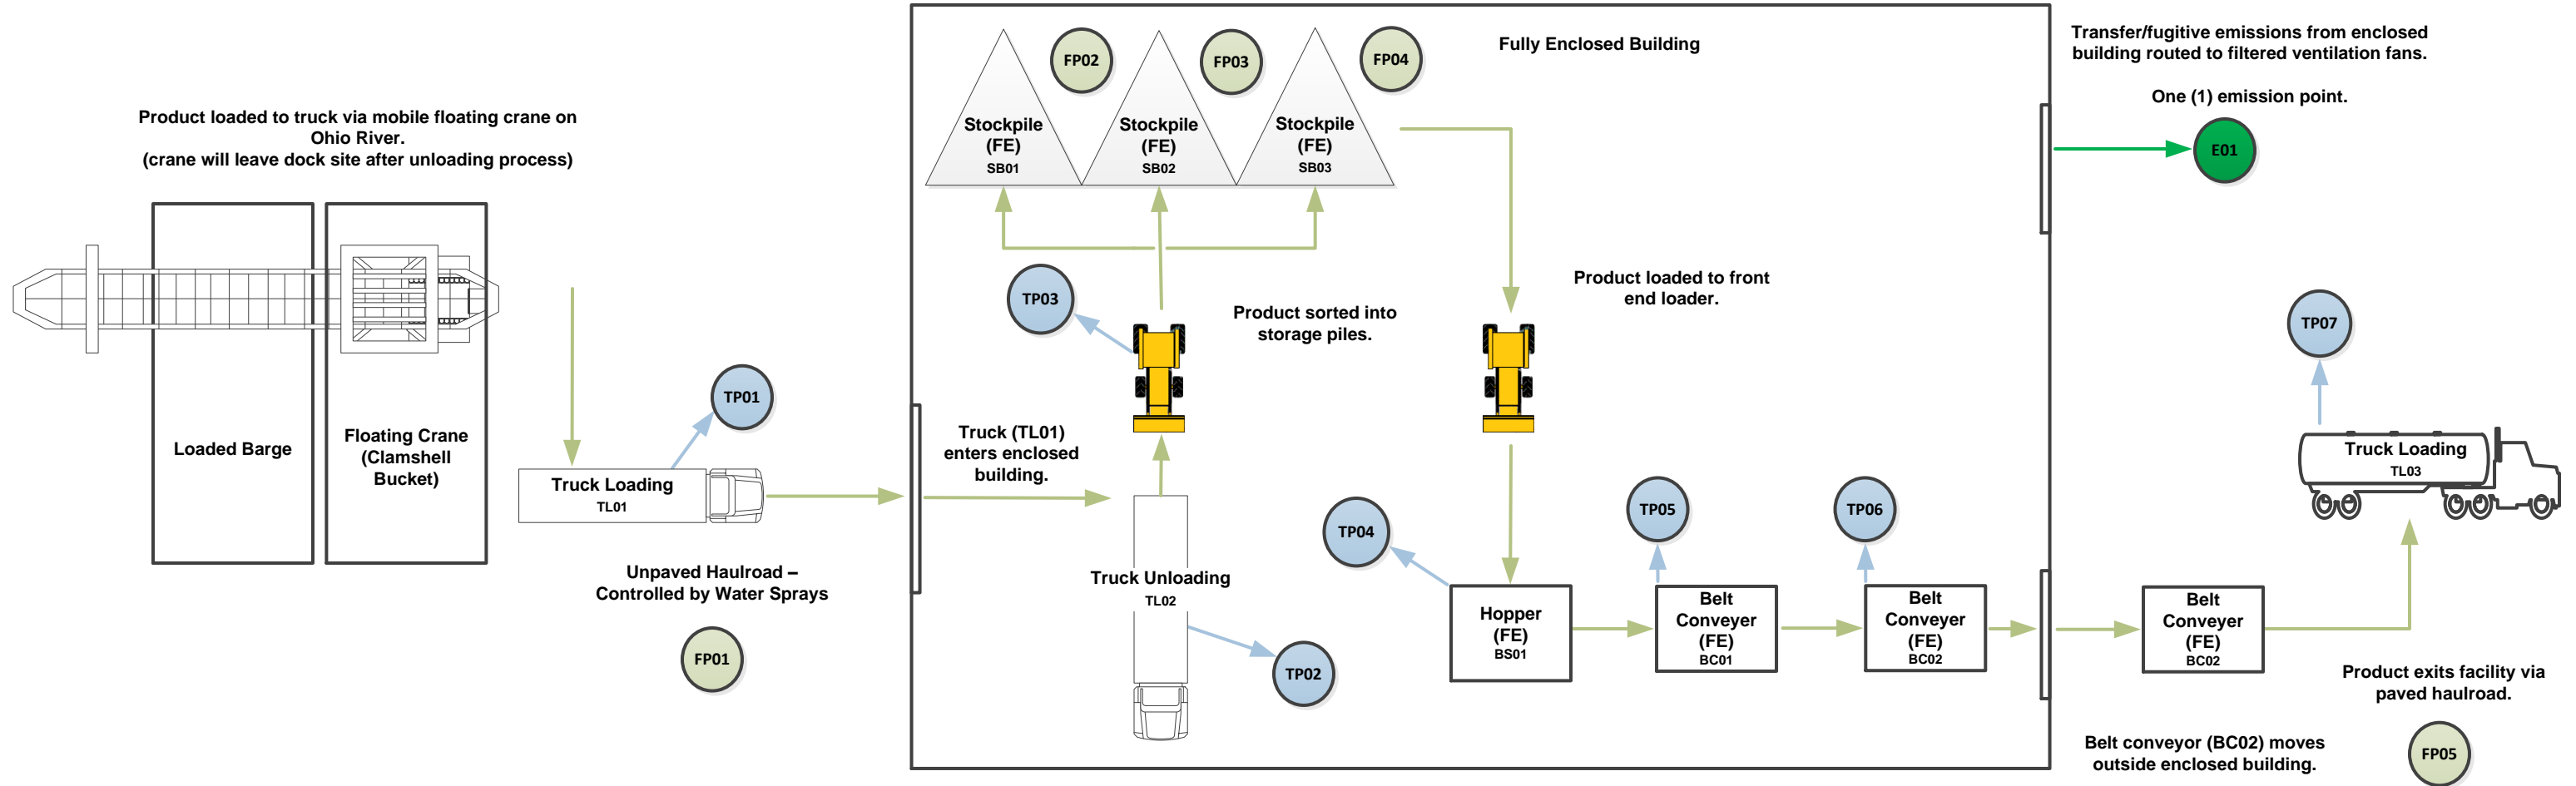 Product loaded to truck via mobile floating crane on
Ohio River.
(crane will leave dock site after unloading process)
Loaded Barge
Floating Crane
(Clamshell
Bucket)
TP01
Truck Loading
TL01
Unpaved Haulroad –
Controlled by Water Sprays
FP01
Fully Enclosed Building
FP02
FP03
FP04
Stockpile
(FE)
SB01
Stockpile
(FE)
SB02
Stockpile
(FE)
SB03
TP03
Product sorted into
storage piles.
Product loaded to front
end loader.
Truck (TL01)
enters enclosed
building.
Truck Unloading
TL02
TP02
TP04
TP05
TP06
Hopper
(FE)
BS01
Belt
Conveyer
(FE)
BC01
Belt
Conveyer
(FE)
BC02
Transfer/fugitive emissions from enclosed
building routed to filtered ventilation fans.
One (1) emission point.
E01
TP07
Truck Loading
TL03
Belt
Conveyer
(FE)
BC02
Product exits facility via
paved haulroad.
Belt conveyor (BC02) moves
outside enclosed building.
FP05